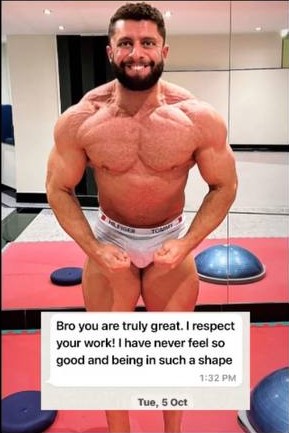 HILFIGER TOMMY
Bro you are truly great. I respect
your work! I have never feel so
good and being in such a shape
1:32 PM
Tue, 5 Oct